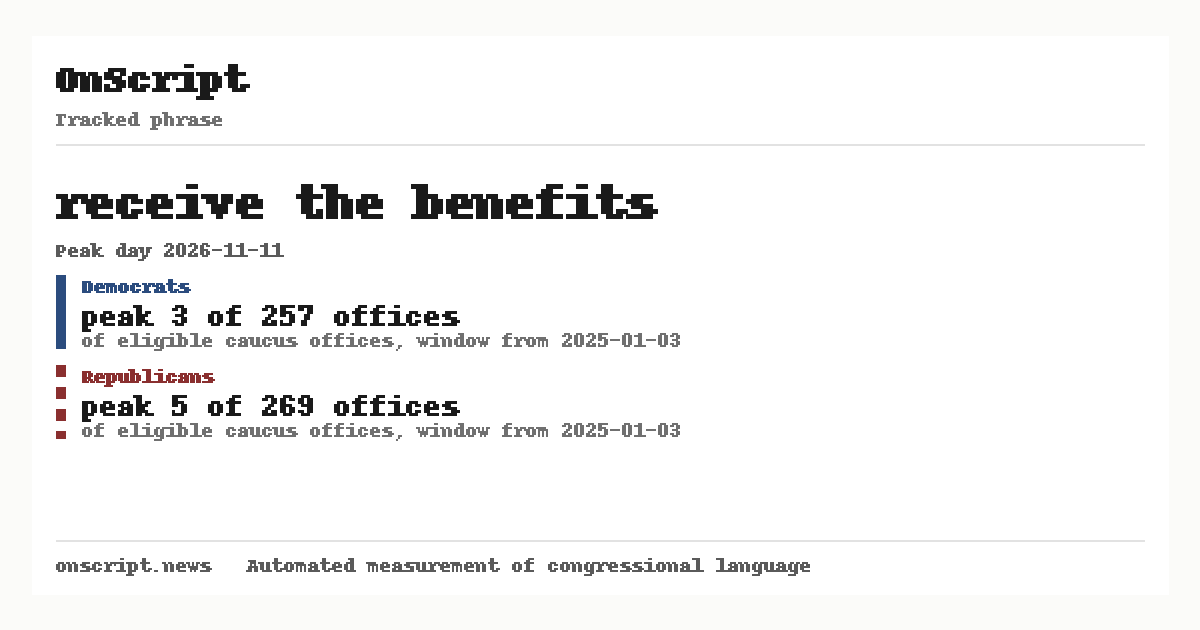 OnScript
Tracked phrase
receive the benefits
Peak day 2026-11-11
Democrats
peak 3 of 257 offices
of eligible caucus offices, window from 2025-01-03
Republicans
peak 5 of 269 offices
of eligible caucus offices, window from 2025-01-03
onscript.news Automated measurement of congressional language